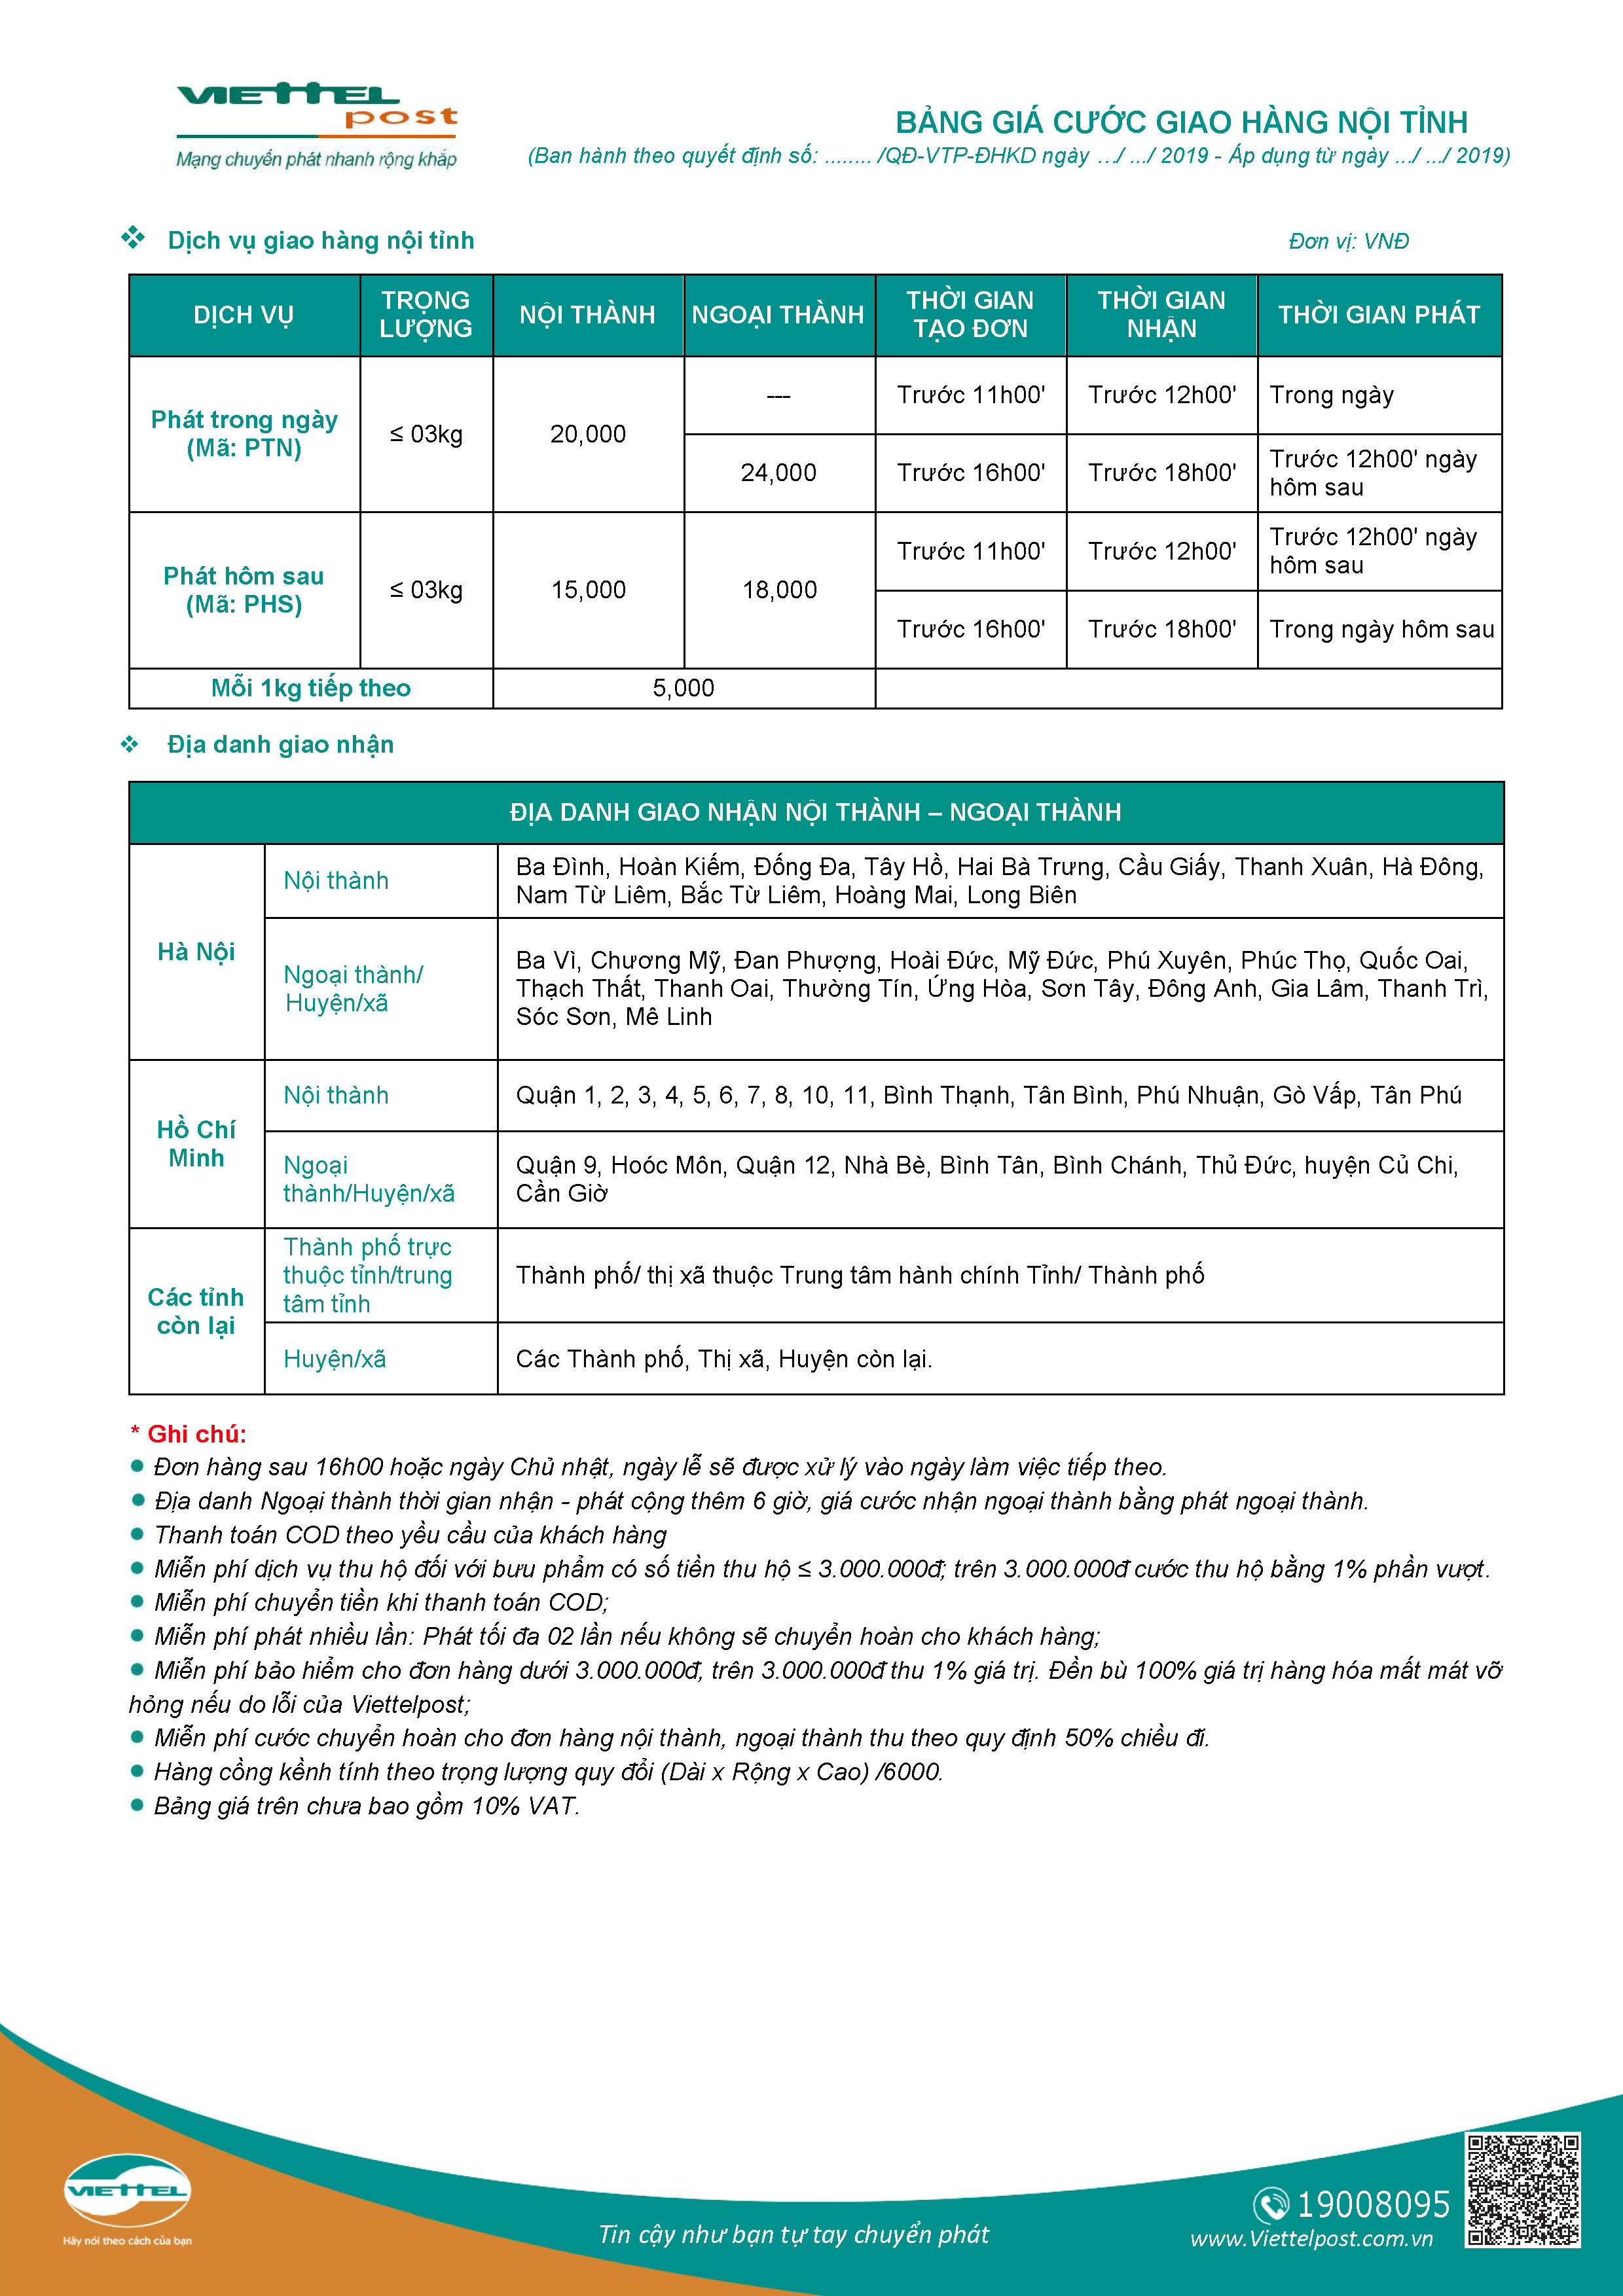 VIETTEL
post
Mạng chuyển phát nhanh rộng khắp
BẢNG GIÁ CƯỚC GIAO HÀNG NỘI TỈNH
(Ban hành theo quyết định số: ........ /QĐ-VTP-ĐHKD ngày .../ .../ 2019 - Áp dụng từ ngày .../ .../ 2019)
❖ Dịch vụ giao hàng nội tỉnh
Đơn vị: VNĐ
DỊCH VỤ
TRỌNG
LƯỢNG
NỘI THÀNH
NGOẠI THÀNH
THỜI GIAN
TẠO ĐƠN
THỜI GIAN
NHẬN
THỜI GIAN PHÁT
Phát trong ngày
(Mã: PTN)
≤ 03kg
20,000
---
Trước 11h00'
Trước 12h00'
Trong ngày
24,000
Trước 16h00'
Trước 18h00'
Trước 12h00' ngày
hôm sau
Phát hôm sau
(Mã: PHS)
≤ 03kg
15,000
18,000
Trước 11h00'
Trước 12h00'
Trước 12h00' ngày
hôm sau
Trước 16h00'
Trước 18h00'
Trong ngày hôm sau
Mỗi 1kg tiếp theo
5,000
❖ Địa danh giao nhận
ĐỊA DANH GIAO NHẬN NỘI THÀNH – NGOẠI THÀNH
Hà Nội
Nội thành
Ba Đình, Hoàn Kiếm, Đống Đa, Tây Hồ, Hai Bà Trưng, Cầu Giấy, Thanh Xuân, Hà Đông,
Nam Từ Liêm, Bắc Từ Liêm, Hoàng Mai, Long Biên
Ngoại thành/
Huyện/xã
Ba Vì, Chương Mỹ, Đan Phượng, Hoài Đức, Mỹ Đức, Phú Xuyên, Phúc Thọ, Quốc Oai,
Thạch Thất, Thanh Oai, Thường Tín, Ứng Hòa, Sơn Tây, Đông Anh, Gia Lâm, Thanh Trì,
Sóc Sơn, Mê Linh
Hồ Chí
Minh
Nội thành
Quận 1, 2, 3, 4, 5, 6, 7, 8, 10, 11, Bình Thạnh, Tân Bình, Phú Nhuận, Gò Vấp, Tân Phú
Ngoại
thành/Huyện/xã
Quận 9, Hoóc Môn, Quận 12, Nhà Bè, Bình Tân, Bình Chánh, Thủ Đức, huyện Củ Chi,
Cần Giờ
Các tỉnh
còn lại
Thành phố trực
thuộc tỉnh/trung
tâm tỉnh
Thành phố/ thị xã thuộc Trung tâm hành chính Tỉnh/ Thành phố
Huyện/xã
Các Thành phố, Thị xã, Huyện còn lại.
* Ghi chú:
● Đơn hàng sau 16h00 hoặc ngày Chủ nhật, ngày lễ sẽ được xử lý vào ngày làm việc tiếp theo.
● Địa danh Ngoại thành thời gian nhận - phát cộng thêm 6 giờ, giá cước nhận ngoại thành bằng phát ngoại thành.
● Thanh toán COD theo yều cầu của khách hàng
● Miễn phí dịch vụ thu hộ đối với bưu phẩm có số tiền thu hộ ≤ 3.000.000đ; trên 3.000.000đ cước thu hộ bằng 1% phần vượt.
● Miễn phí chuyển tiền khi thanh toán COD;
● Miễn phí phát nhiều lần: Phát tối đa 02 lần nếu không sẽ chuyển hoàn cho khách hàng;
● Miễn phí bảo hiểm cho đơn hàng dưới 3.000.000đ, trên 3.000.000đ thu 1% giá trị. Đền bù 100% giá trị hàng hóa mất mát vỡ
hỏng nếu do lỗi của Viettelpost;
● Miễn phí cước chuyển hoàn cho đơn hàng nội thành, ngoại thành thu theo quy định 50% chiều đi.
● Hàng cồng kềnh tính theo trọng lượng quy đổi (Dài x Rộng x Cao) /6000.
● Bảng giá trên chưa bao gồm 10% VAT.
VIETTEL
Hãy nói theo cách của bạn
Tin cậy như bạn tự tay chuyển phát
19008095
www.Viettelpost.com.vn